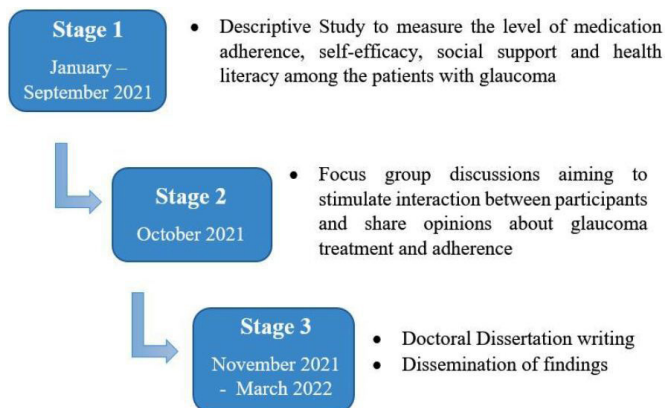 Stage 1
January –
September 2021
• Descriptive Study to measure the level of medication
adherence, self-efficacy, social support and health
literacy among the patients with glaucoma
Stage 2
October 2021
• Focus group discussions aiming to
stimulate interaction between participants
and share opinions about glaucoma
treatment and adherence
Stage 3
November 2021
- March 2022
• Doctoral Dissertation writing
• Dissemination of findings